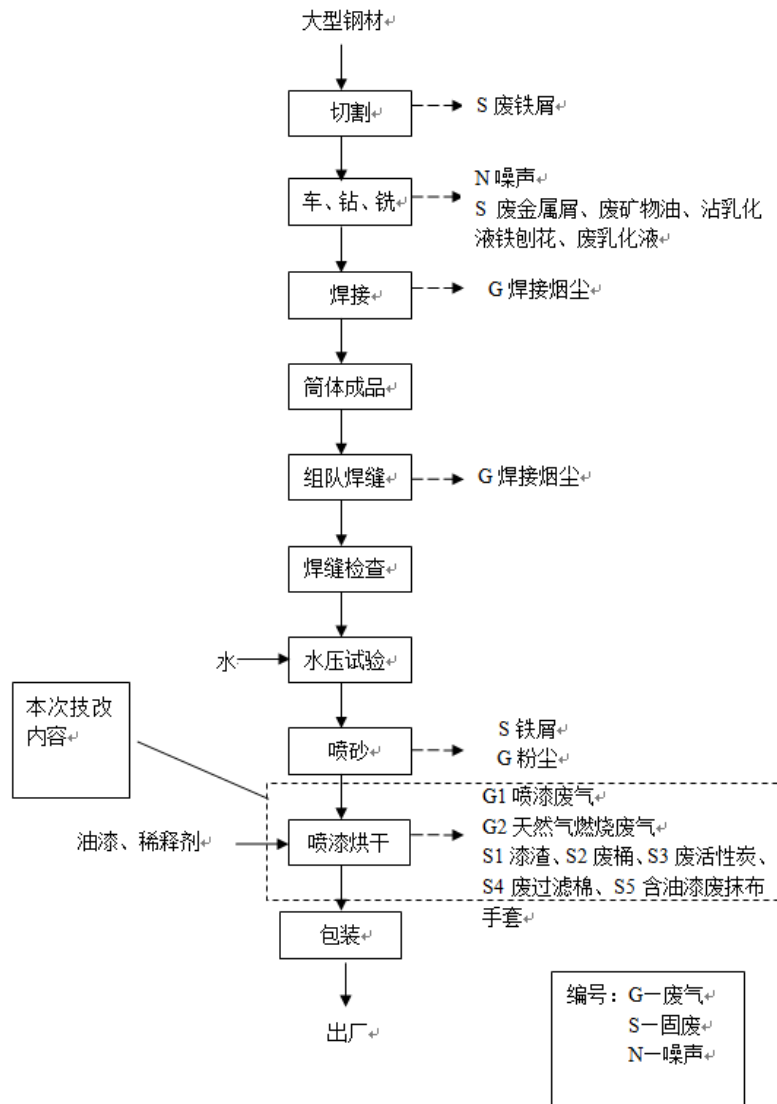 大型钢材
切割
S 废铁屑
车、钻、铣
N 噪声
S 废金属屑、废矿物油、沾乳化
液铁刨花、废乳化液
焊接
G 焊接烟尘
筒体成品
组队焊缝
G 焊接烟尘
焊缝检查
水
水压试验
本次技改
内容
喷砂
S 铁屑
G 粉尘
油漆、稀释剂
喷漆烘干
G1 喷漆废气
G2 天然气燃烧废气
S1 漆渣、S2 废桶、S3 废活性炭、
S4 废过滤棉、S5 含油漆废抹布
手套
包装
出厂
编号：G—废气
S—固废
N—噪声